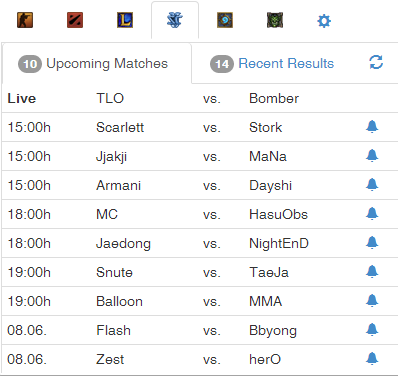 10 Upcoming Matches 14 Recent Results
Live TLO vs. Bomber
15:00h Scarlett vs. Stork
15:00h Jjakji vs. MaNa
15:00h Armani vs. Dayshi
18:00h MC vs. HasuObs
18:00h Jaedong vs. NightEnD
19:00h Snute vs. TaeJa
19:00h Balloon vs. MMA
08.06. Flash vs. Bbyong
08.06. Zest vs. herO